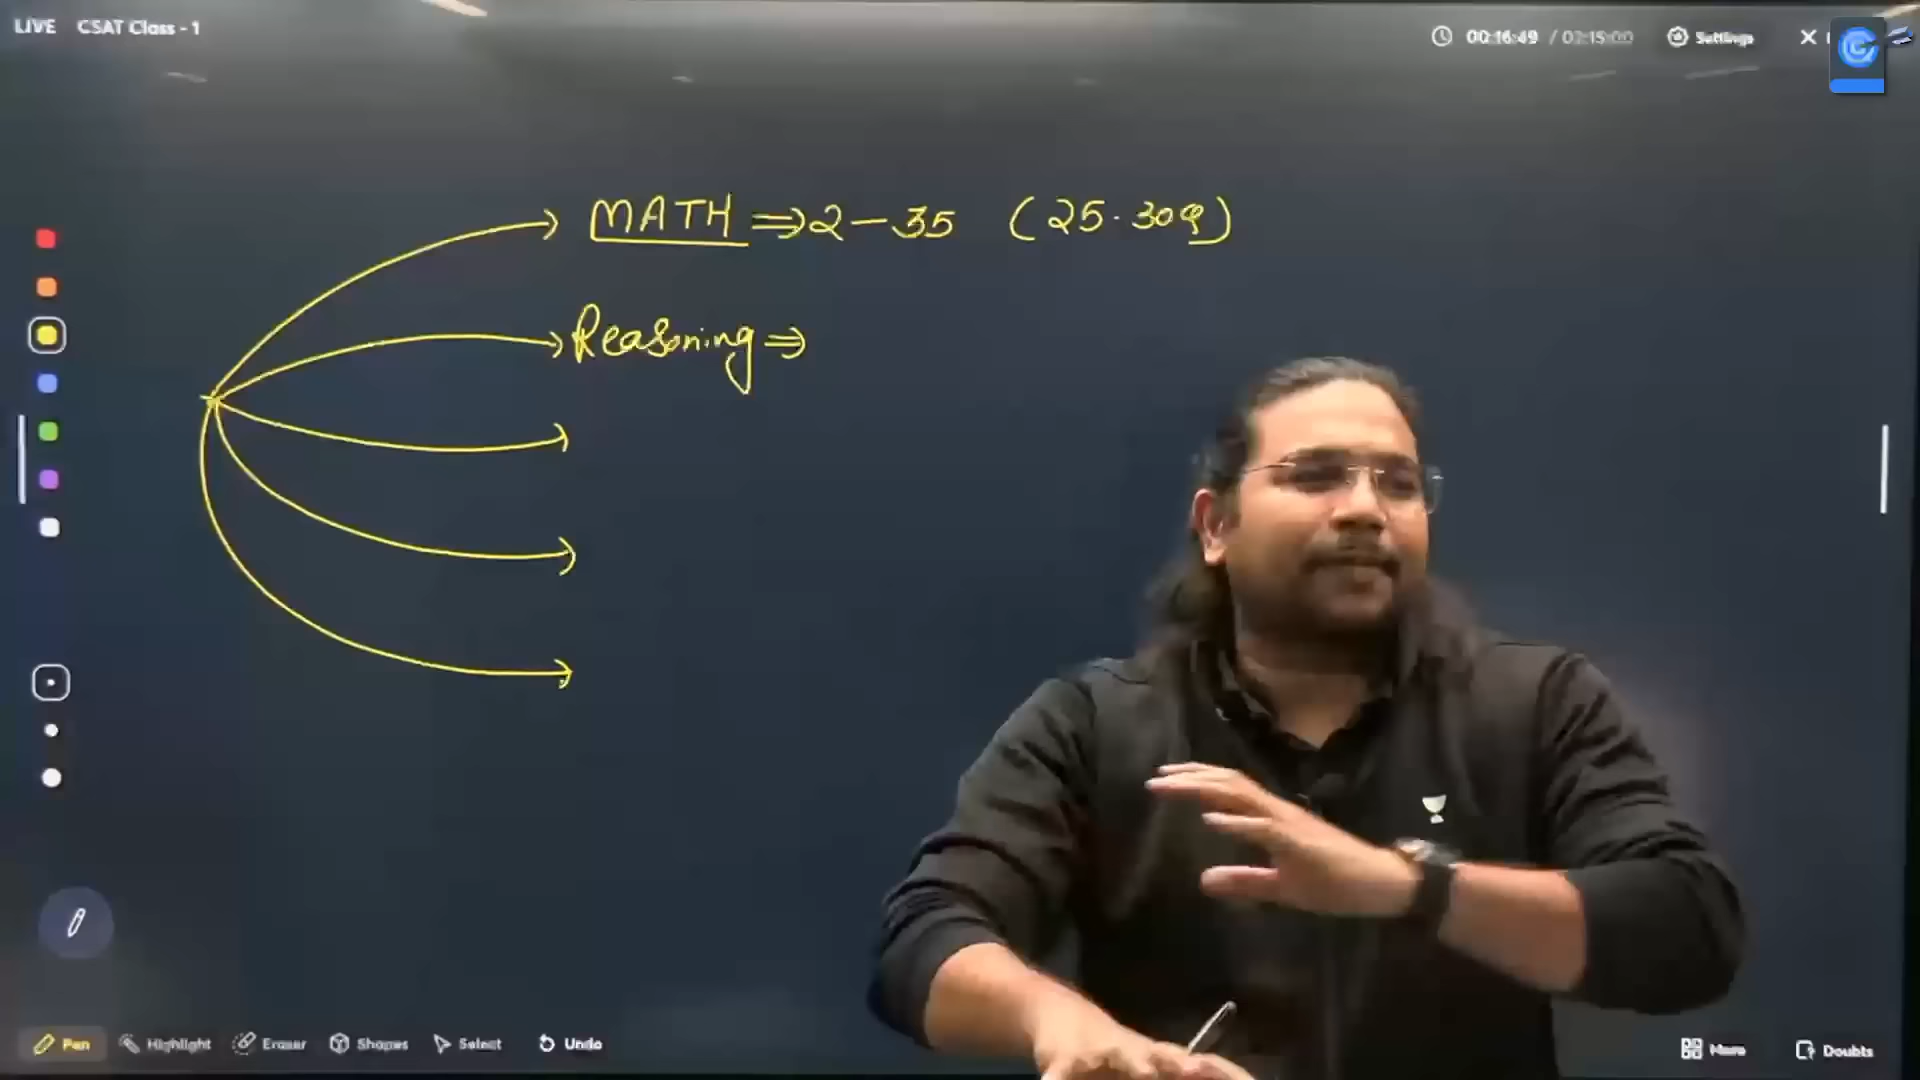 LIVE CSAT Class - 1
00:16:49 / 02:15:00 Settings
MATH ⇒ 2 – 35 (25-30Q)
Reasoning ⇒
Pen Highlight Eraser Shapes Select Undo
More Doubts